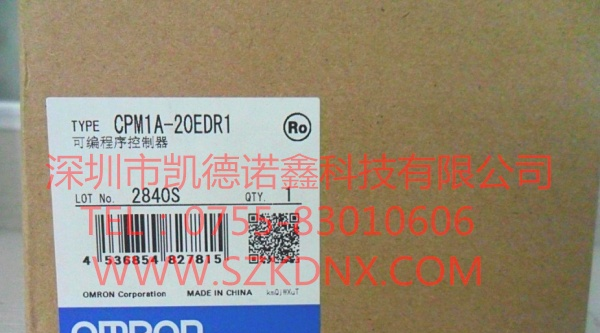 TYPE CPM1A-20EDR1 Ro
可编程序控制器
深圳市凯德诺鑫科技有限公司
LOT No. 2840S QTY. 1
TEL：0755-83010606
4 536854 827815
WWW.SZKDNX.COM
OMRON Corporation MADE IN CHINA
OMRON